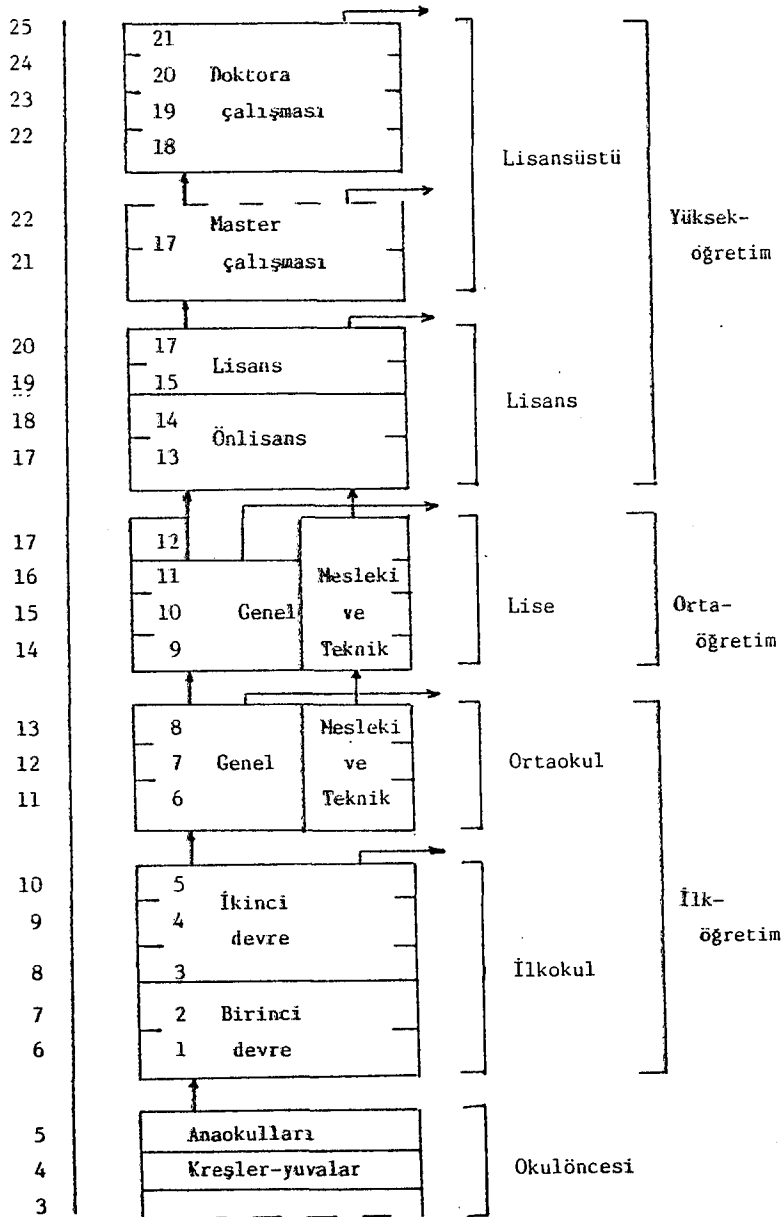 25 21
24 20 Doktora
23 19 çalışması
22 18
Lisansüstü
22 Master
17
21 çalışması
Yüksek-
öğretim
20 17
Lisans
19 15
18 14
Önlisans
17 13
Lisans
17 12
16 11 Mesleki
15 10 Genel ve
14 9 Teknik
Lise
Orta-
öğretim
13 8 Mesleki
12 7 Genel ve
11 6 Teknik
Ortaokul
10 5
İkinci
9 4
devre
8 3
İlkokul
7 2 Birinci
6 1 devre
İlk-
öğretim
5 Anaokulları
4 Kreşler-yuvalar
3
Okulöncesi